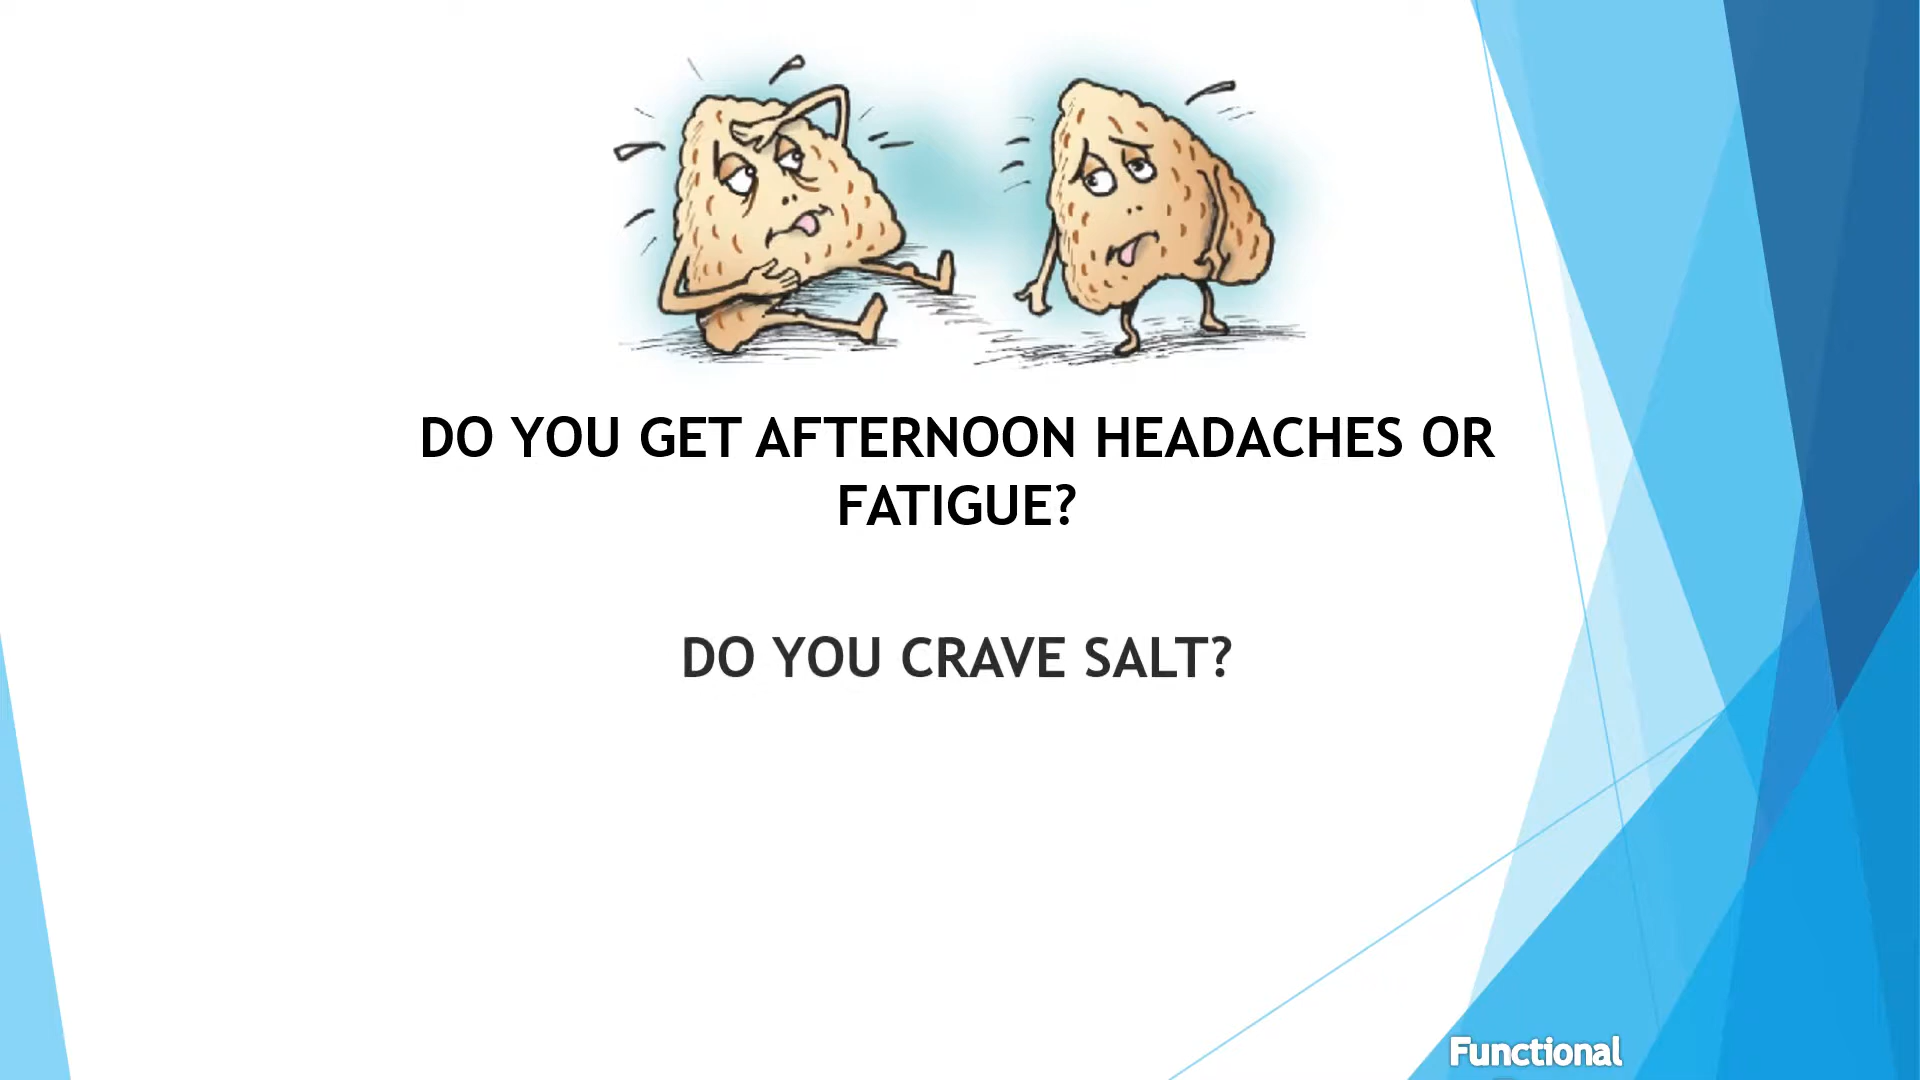 DO YOU GET AFTERNOON HEADACHES OR
FATIGUE?
DO YOU CRAVE SALT?
Functional